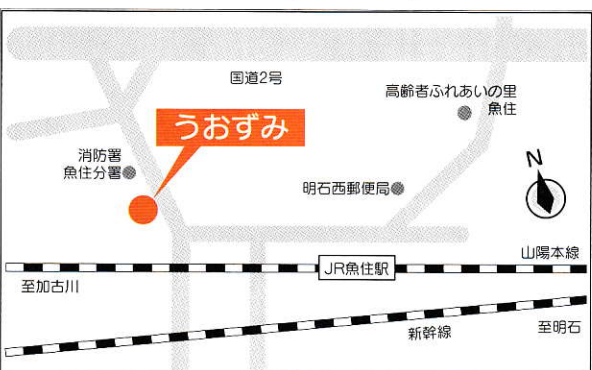 国道2号
高齢者ふれあいの里
魚住
うおずみ
消防署
魚住分署
明石西郵便局
N
山陽本線
JR魚住駅
至加古川
新幹線
至明石